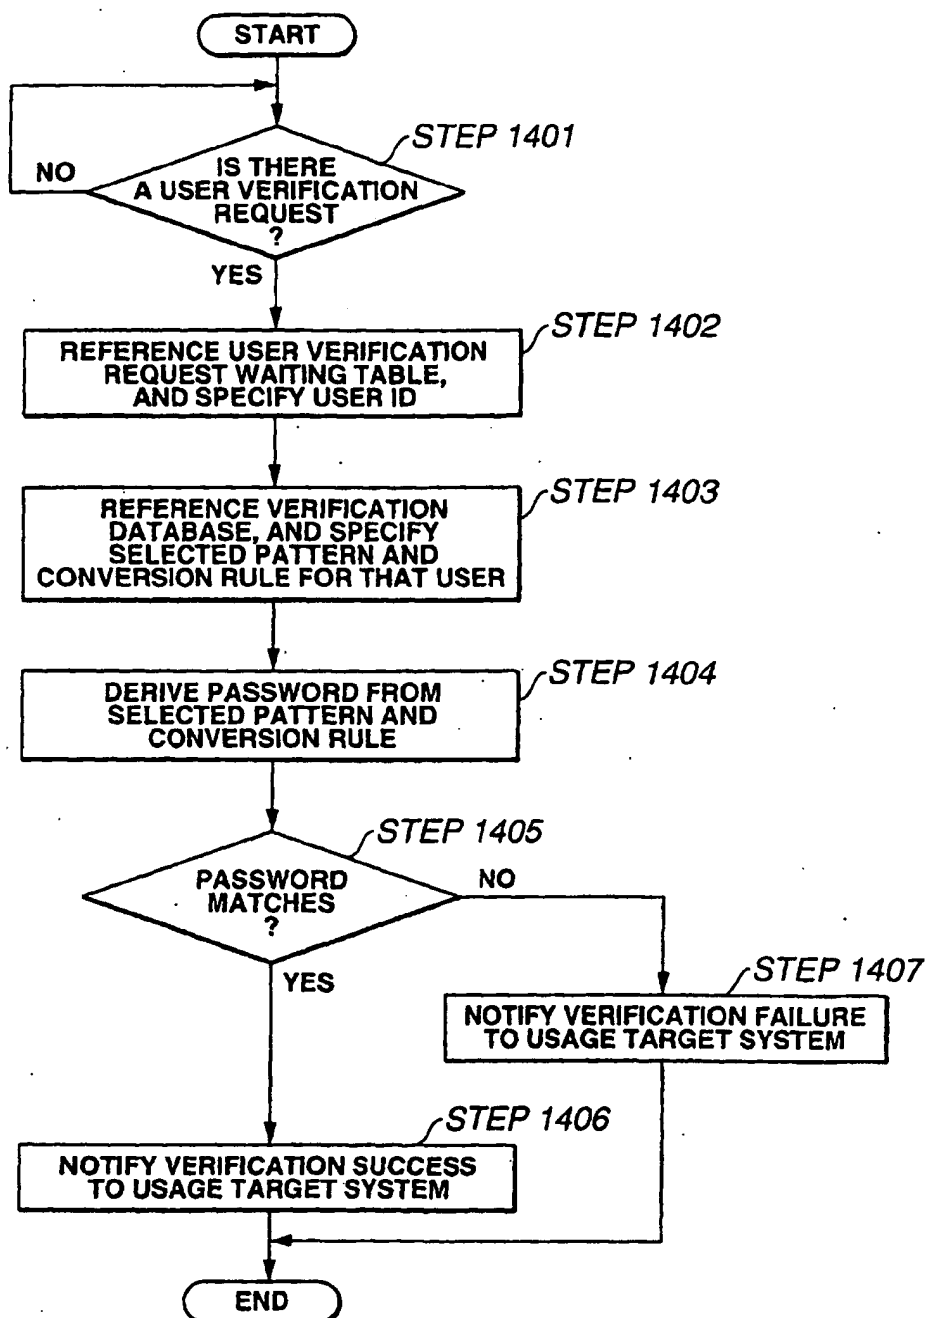 START
STEP 1401
NO
IS THERE
A USER VERIFICATION
REQUEST
?
YES
STEP 1402
REFERENCE USER VERIFICATION
REQUEST WAITING TABLE,
AND SPECIFY USER ID
STEP 1403
REFERENCE VERIFICATION
DATABASE, AND SPECIFY
SELECTED PATTERN AND
CONVERSION RULE FOR THAT USER
STEP 1404
DERIVE PASSWORD FROM
SELECTED PATTERN AND
CONVERSION RULE
STEP 1405
PASSWORD
MATCHES
?
NO
YES
STEP 1407
NOTIFY VERIFICATION FAILURE
TO USAGE TARGET SYSTEM
STEP 1406
NOTIFY VERIFICATION SUCCESS
TO USAGE TARGET SYSTEM
END